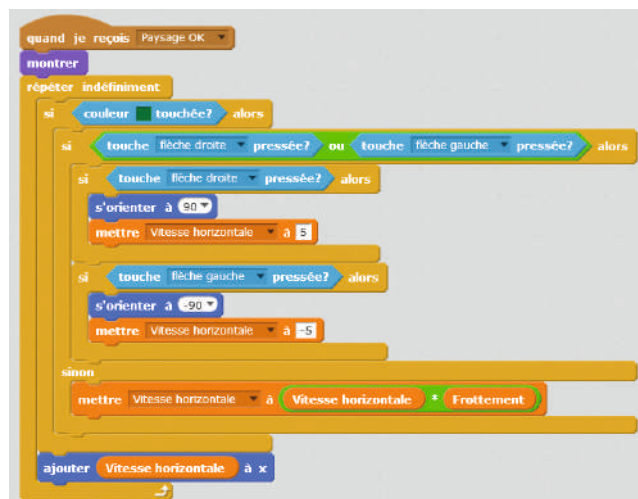 quand je reçois Paysage OK
montrer
répéter indéfiniment
si couleur touchée? alors
si touche flèche droite pressée? ou touche flèche gauche pressée? alors
si touche flèche droite pressée? alors
s'orienter à 90
mettre Vitesse horizontale à 5
si touche flèche gauche pressée? alors
s'orienter à -90
mettre Vitesse horizontale à -5
sinon
mettre Vitesse horizontale à Vitesse horizontale * Frottement
ajouter Vitesse horizontale à x